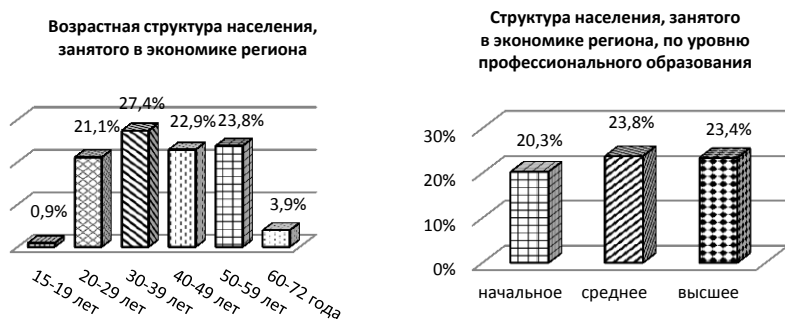 Возрастная структура населения,
занятого в экономике региона
0,9%
21,1%
27,4%
22,9%
23,8%
3,9%
15-19 лет
20-29 лет
30-39 лет
40-49 лет
50-59 лет
60-72 года
Структура населения, занятого
в экономике региона, по уровню
профессионального образования
30%
20%
10%
0%
20,3%
23,8%
23,4%
начальное
среднее
высшее